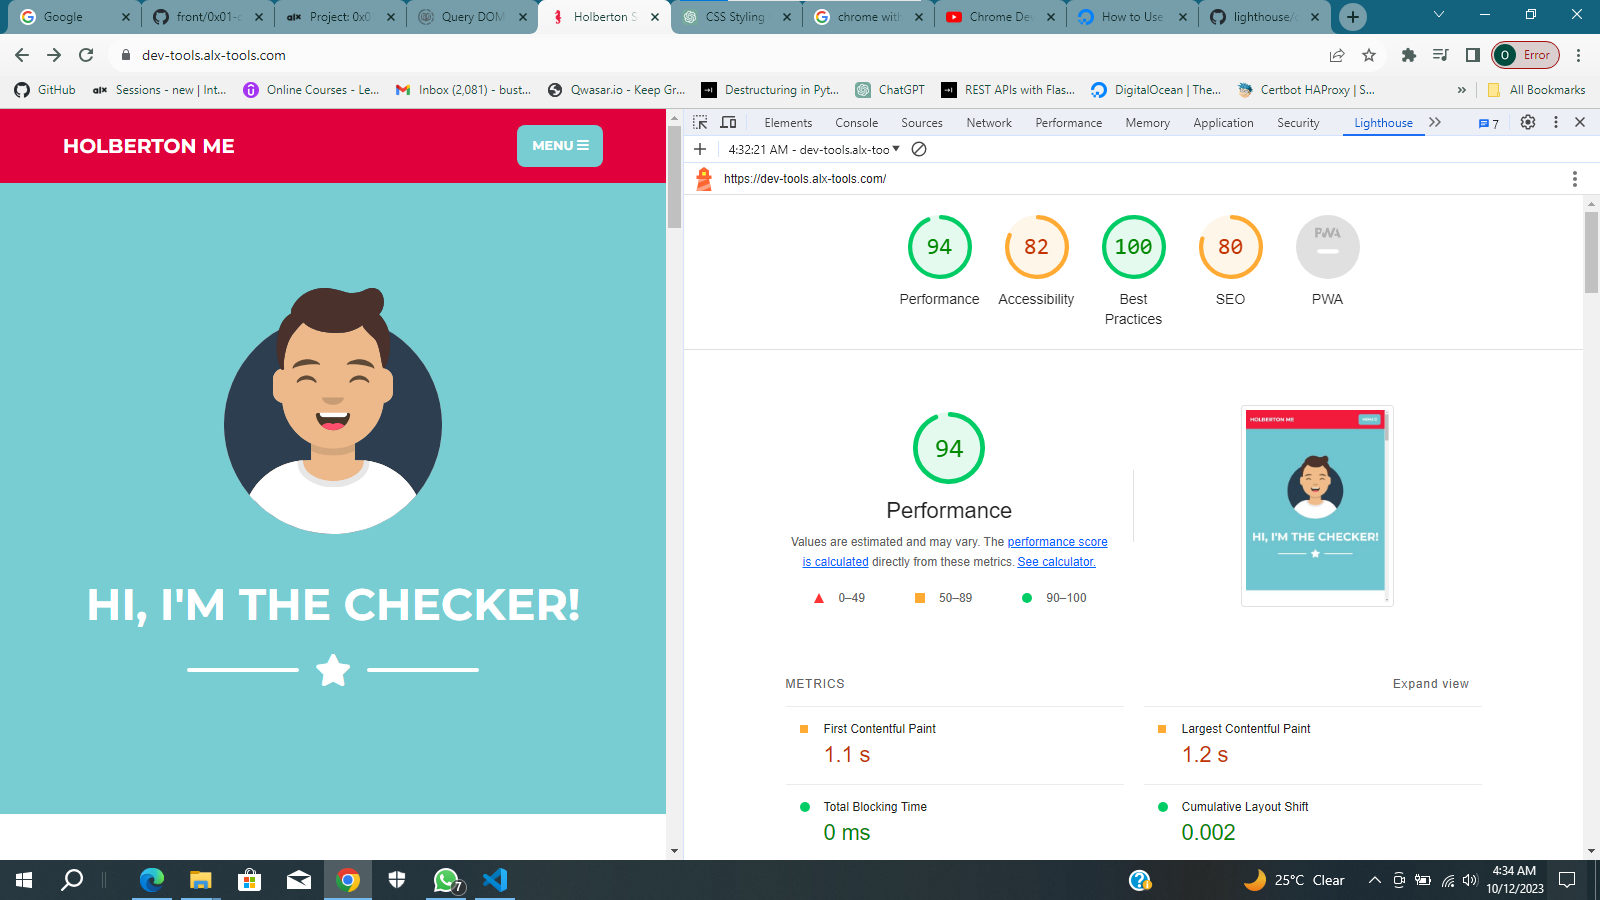 Google
front/0x01-c
Project: 0x01
Query DOM
Holberton S
CSS Styling
chrome with
Chrome Dev
How to Use
lighthouse/c
dev-tools.alx-tools.com
O Error
GitHub
Sessions - new | Int...
Online Courses - Le...
Inbox (2,081) - bust...
Qwasar.io - Keep Gr...
Destructuring in Pyt...
ChatGPT
REST APIs with Flas...
DigitalOcean | The...
Certbot HAProxy | S...
»
All Bookmarks
HOLBERTON ME
MENU
HI, I'M THE CHECKER!
Elements
Console
Sources
Network
Performance
Memory
Application
Security
Lighthouse
7
4:32:21 AM - dev-tools.alx-too
https://dev-tools.alx-tools.com/
94
82
100
80
PWA
Performance
Accessibility
Best
Practices
SEO
PWA
94
Performance
Values are estimated and may vary. The performance score
is calculated directly from these metrics. See calculator.
0–49
50–89
90–100
HOLBERTON ME
MENU
HI, I'M THE CHECKER!
METRICS
Expand view
First Contentful Paint
1.1 s
Largest Contentful Paint
1.2 s
Total Blocking Time
0 ms
Cumulative Layout Shift
0.002
7
25°C Clear
4:34 AM
10/12/2023